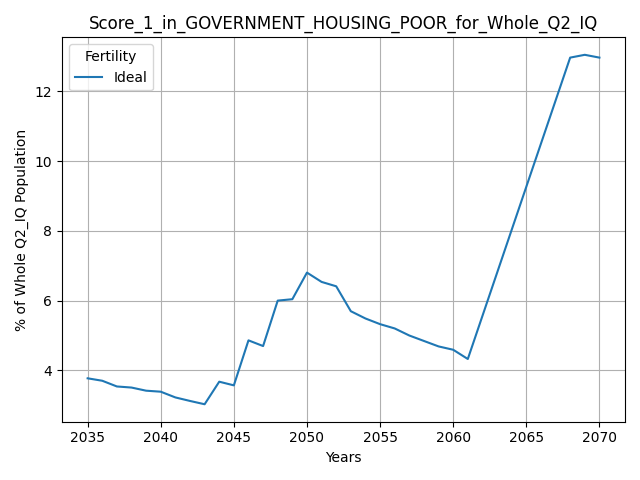 Score_1_in_GOVERNMENT_HOUSING_POOR_for_Whole_Q2_IQ
Fertility
Ideal
% of Whole Q2_IQ Population
12
10
8
6
4
2035 2040 2045 2050 2055 2060 2065 2070
Years